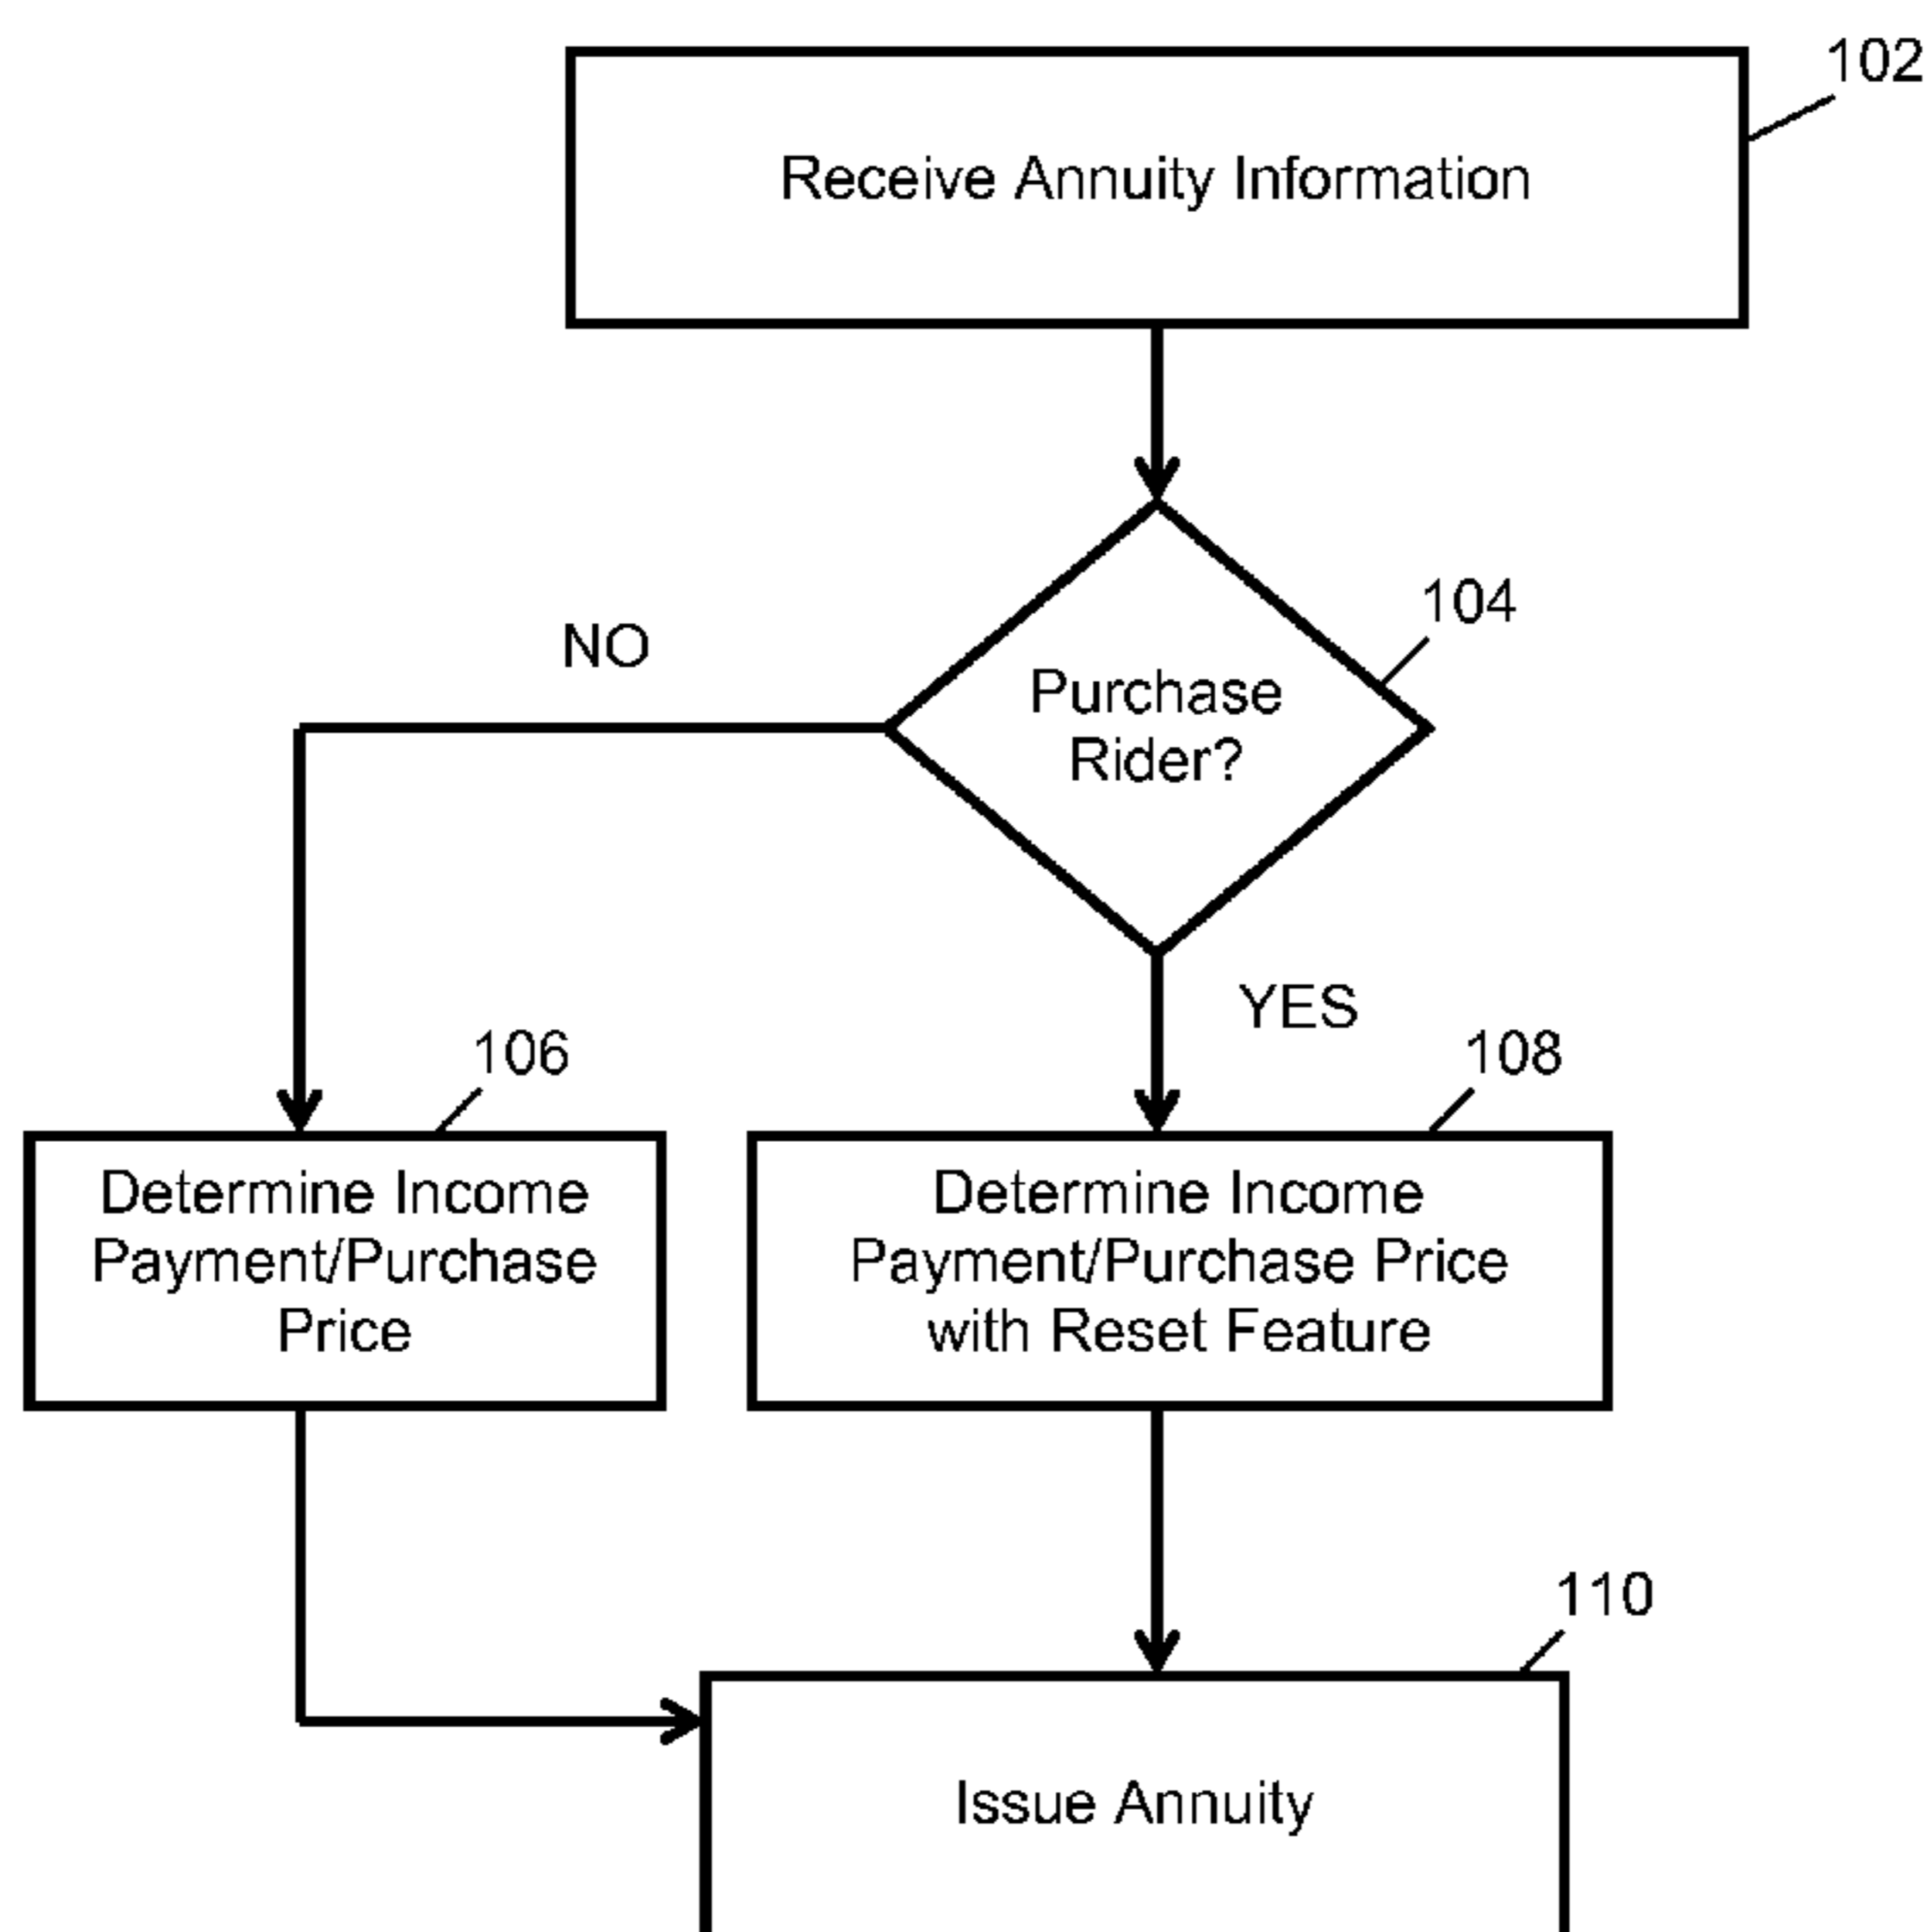 102
Receive Annuity Information
104
NO
Purchase
Rider?
YES
106
108
Determine Income
Payment/Purchase
Price
Determine Income
Payment/Purchase Price
with Reset Feature
110
Issue Annuity